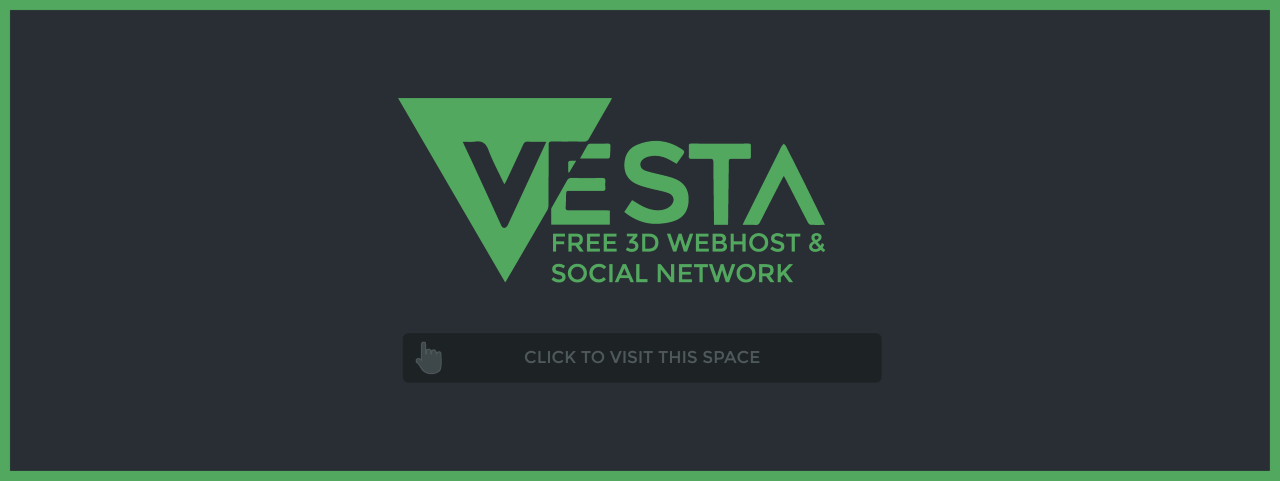 VESTA
FREE 3D WEBHOST &
SOCIAL NETWORK
CLICK TO VISIT THIS SPACE